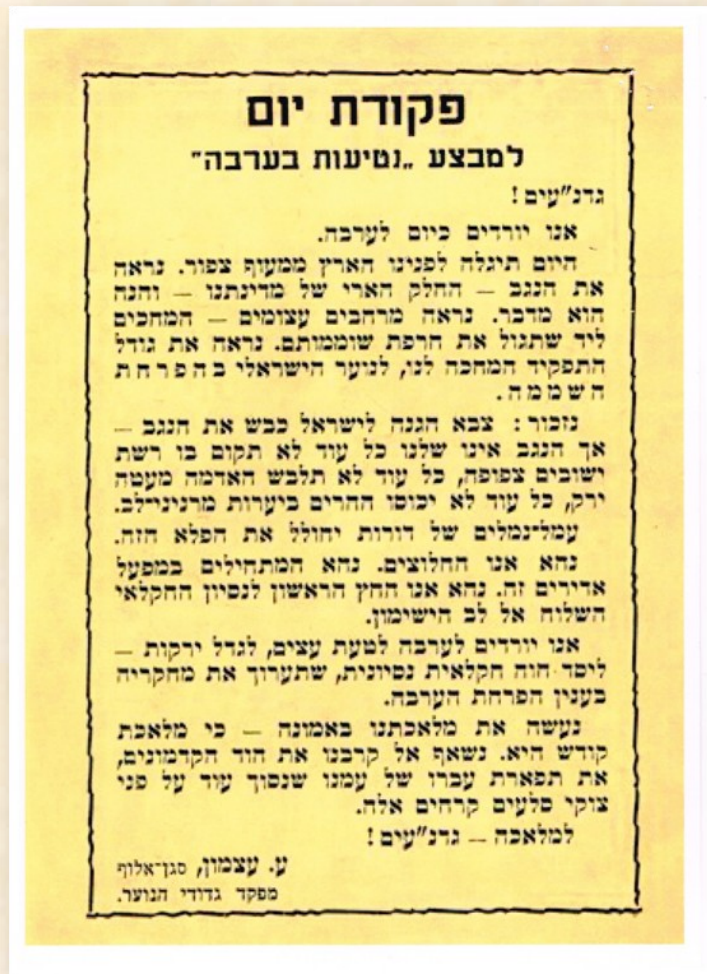 פקודת יום
למבצע „נטיעות בערבה"
גדנ"עים!
אנו יורדים כיום לערבה.
היום תיגלה לפנינו הארץ ממעוף צפור. נראה
את הנגב — החלק הארי של מדינתנו — והנה
הוא מדבר. נראה מרחבים עצומים — המחכים
ליד שתגול את חרפת שוממותם. נראה את גודל
התפקיד המחכה לנו, לנוער הישראלי בהפרחת
השממה.
נזכור: צבא הגנה לישראל כבש את הנגב —
אך הנגב אינו שלנו כל עוד לא תקום בו רשת
ישובים צפופה, כל עוד לא תלבש האדמה מעטה
ירק, כל עוד לא יכוסו ההרים ביערות מרניני־לב.
עמל־נמלים של דורות יחולל את הפלא הזה.
נהא אנו החלוצים. נהא המתחילים במפעל
אדירים זה. נהא אנו החץ הראשון לנסיון החקלאי
השלוח אל לב הישימון.
אנו יורדים לערבה לטעת עצים, לגדל ירקות —
ליסד חוה חקלאית נסיונית, שתערוך את מחקריה
בענין הפרחת הערבה.
נעשה את מלאכתנו באמונה — כי מלאכת
קודש היא. נשאף אל קרבנו את הוד הקדמונים,
את תפארת עברו של עמנו שנסוך עוד על פני
צוקי סלעים קרחים אלה.
למלאכה — גדנ"עים!
ע. עצמון, סגן־אלוף
מפקד גדודי הנוער.